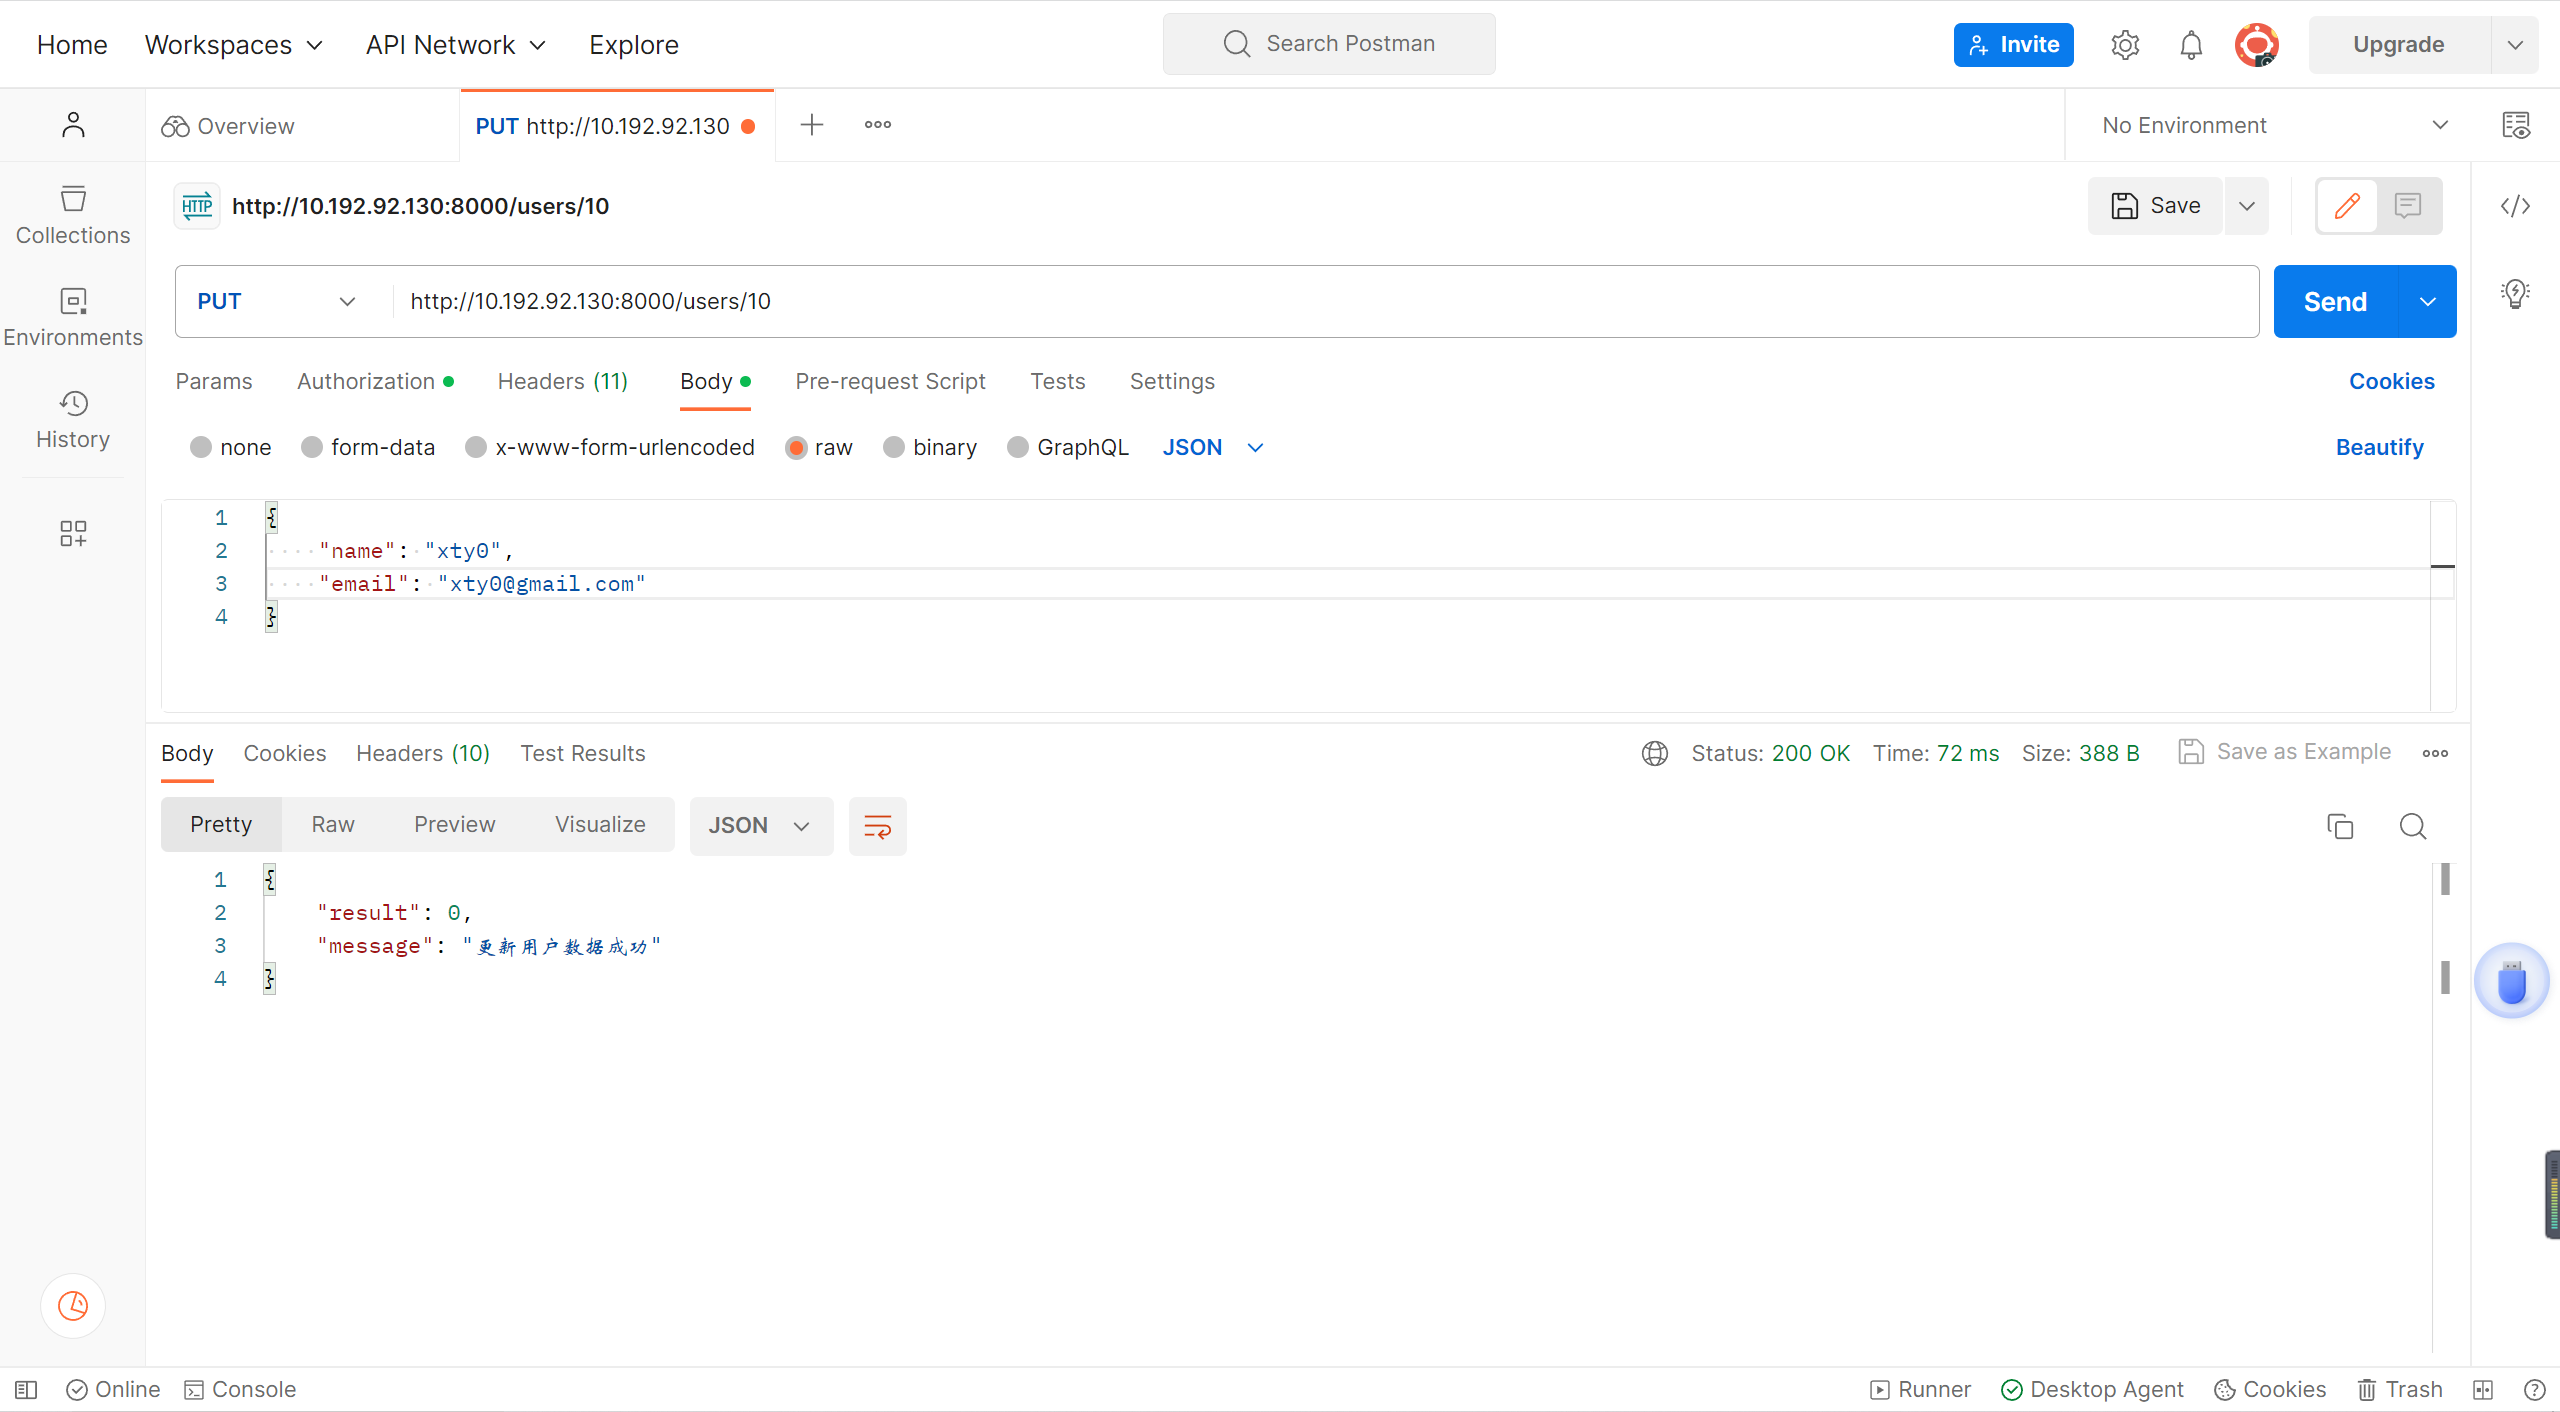 Home Workspaces API Network Explore Search Postman Invite Upgrade
Overview PUT http://10.192.92.130 No Environment
HTTP http://10.192.92.130:8000/users/10 Save
Collections
Environments
History
PUT http://10.192.92.130:8000/users/10 Send
Params Authorization Headers (11) Body Pre-request Script Tests Settings Cookies
none form-data x-www-form-urlencoded raw binary GraphQL JSON Beautify
1 {
2 "name": "xty0",
3 "email": "xty0@gmail.com"
4 }
Body Cookies Headers (10) Test Results Status: 200 OK Time: 72 ms Size: 388 B Save as Example
Pretty Raw Preview Visualize JSON
1 {
2 "result": 0,
3 "message": "更新用户数据成功"
4 }
Online Console Runner Desktop Agent Cookies Trash